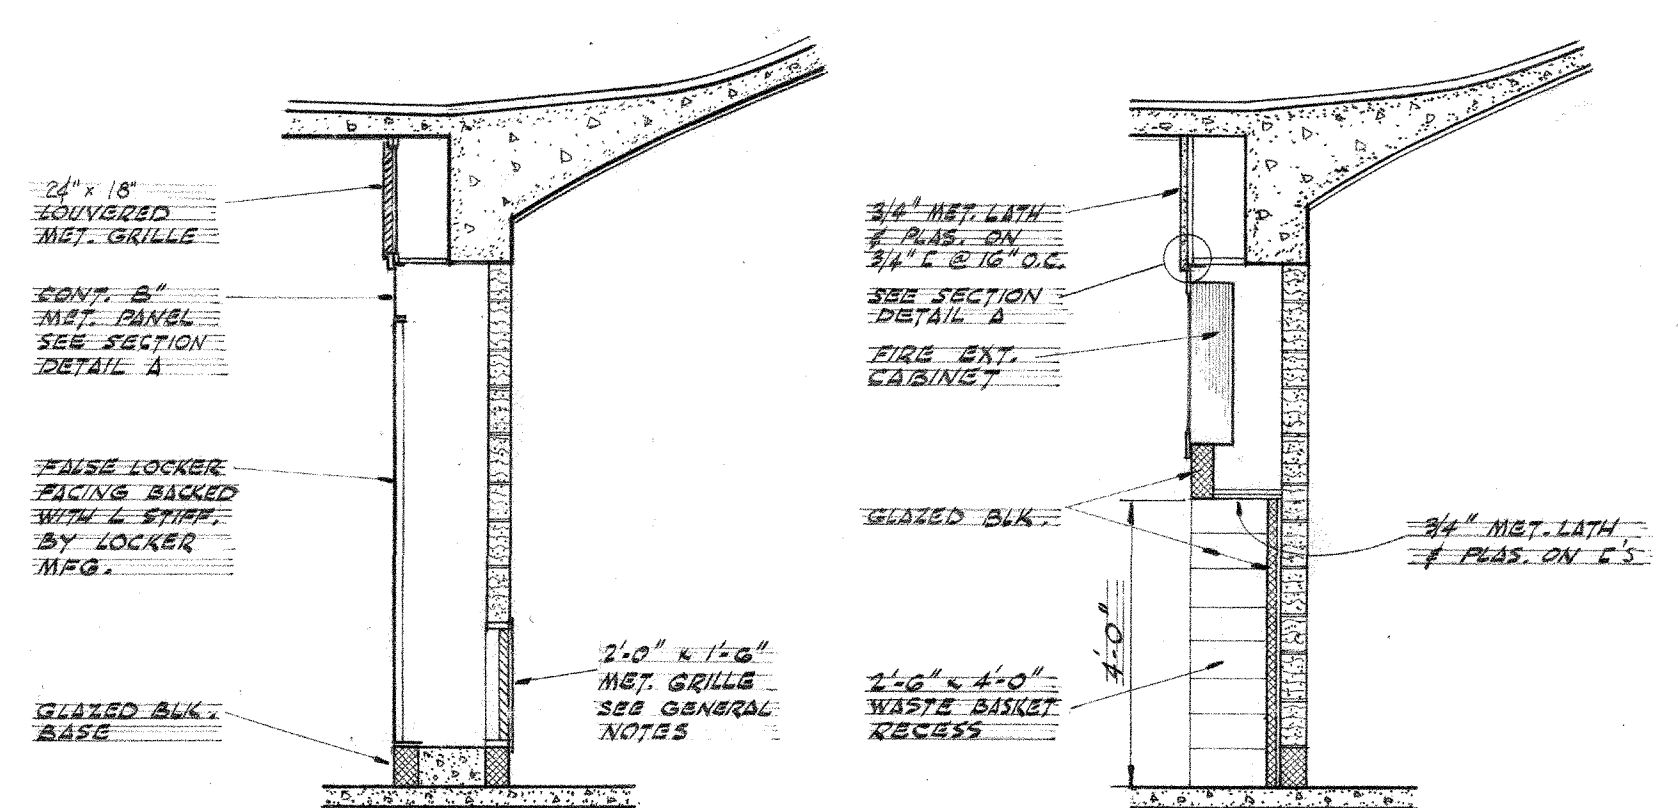 24" x 18"
LOUVERED
MET. GRILLE
CONT. 8"
MET. PANEL
SEE SECTION
DETAIL A
FALSE LOCKER
FACING BACKED
WITH L STIFF.
BY LOCKER
MFG.
GLAZED BLK.
BASE
2'-0" x 1'-6"
MET. GRILLE
SEE GENERAL
NOTES
3/4" MET. LATH
& PLAS. ON
3/4" C @ 16" O.C.
SEE SECTION
DETAIL A
FIRE EXT.
CABINET
GLAZED BLK.
4'-0"
2'-6" x 4'-0"
WASTE BASKET
RECESS
3/4" MET. LATH
& PLAS. ON C'S